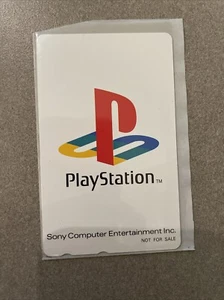 PlayStation™
Sony Computer Entertainment Inc.
NOT FOR SALE